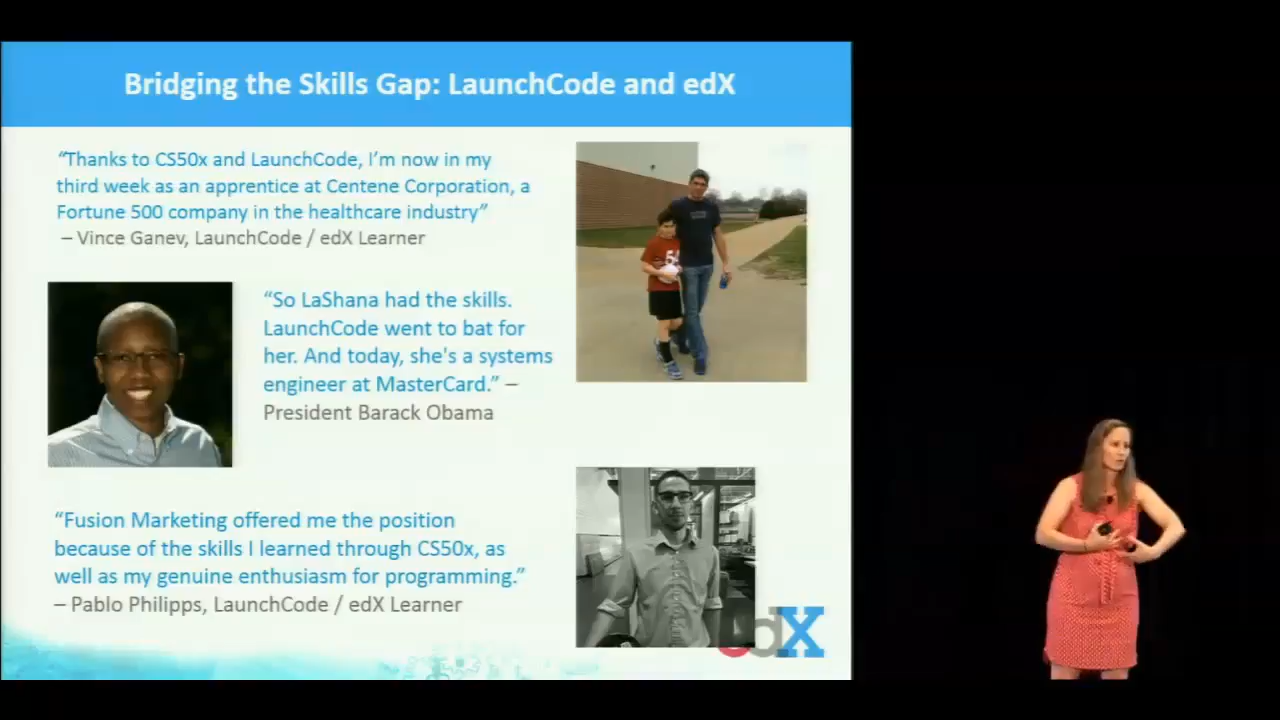 Bridging the Skills Gap: LaunchCode and edX
“Thanks to CS50x and LaunchCode, I’m now in my
third week as an apprentice at Centene Corporation, a
Fortune 500 company in the healthcare industry”
– Vince Ganev, LaunchCode / edX Learner
“So LaShana had the skills.
LaunchCode went to bat for
her. And today, she's a systems
engineer at MasterCard.” –
President Barack Obama
“Fusion Marketing offered me the position
because of the skills I learned through CS50x, as
well as my genuine enthusiasm for programming.”
– Pablo Philipps, LaunchCode / edX Learner
edX